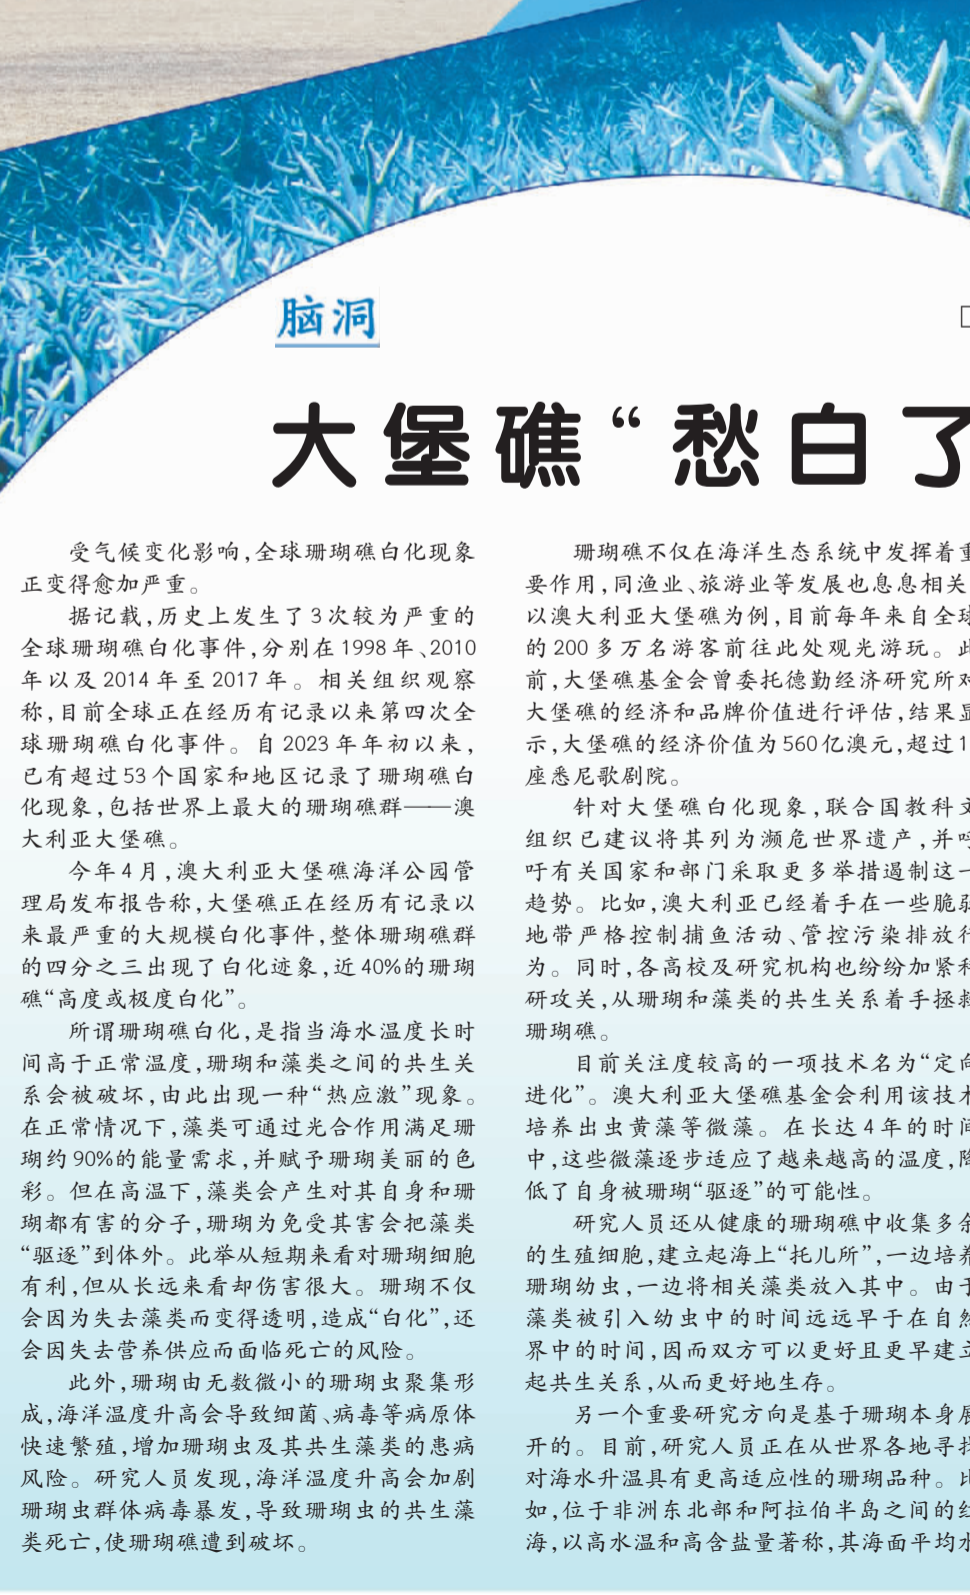 脑洞
大堡礁“愁白了
受气候变化影响，全球珊瑚礁白化现象
正变得愈加严重。
据记载，历史上发生了3次较为严重的
全球珊瑚礁白化事件，分别在1998年、2010
年以及2014年至2017年。相关组织观察
称，目前全球正在经历有记录以来第四次全
球珊瑚礁白化事件。自2023年年初以来，
已有超过53个国家和地区记录了珊瑚礁白
化现象，包括世界上最大的珊瑚礁群——澳
大利亚大堡礁。
今年4月，澳大利亚大堡礁海洋公园管
理局发布报告称，大堡礁正在经历有记录以
来最严重的大规模白化事件，整体珊瑚礁群
的四分之三出现了白化迹象，近40%的珊瑚
礁“高度或极度白化”。
所谓珊瑚礁白化，是指当海水温度长时
间高于正常温度，珊瑚和藻类之间的共生关
系会被破坏，由此出现一种“热应激”现象。
在正常情况下，藻类可通过光合作用满足珊
瑚约90%的能量需求，并赋予珊瑚美丽的色
彩。但在高温下，藻类会产生对其自身和珊
瑚都有害的分子，珊瑚为免受其害会把藻类
“驱逐”到体外。此举从短期来看对珊瑚细胞
有利，但从长远来看却伤害很大。珊瑚不仅
会因为失去藻类而变得透明，造成“白化”，还
会因失去营养供应而面临死亡的风险。
此外，珊瑚由无数微小的珊瑚虫聚集形
成，海洋温度升高会导致细菌、病毒等病原体
快速繁殖，增加珊瑚虫及其共生藻类的患病
风险。研究人员发现，海洋温度升高会加剧
珊瑚虫群体病毒暴发，导致珊瑚虫的共生藻
类死亡，使珊瑚礁遭到破坏。
珊瑚礁不仅在海洋生态系统中发挥着重
要作用，同渔业、旅游业等发展也息息相关
以澳大利亚大堡礁为例，目前每年来自全球
的200多万名游客前往此处观光游玩。此
前，大堡礁基金会曾委托德勤经济研究所对
大堡礁的经济和品牌价值进行评估，结果显
示，大堡礁的经济价值为560亿澳元，超过1
座悉尼歌剧院。
针对大堡礁白化现象，联合国教科文
组织已建议将其列为濒危世界遗产，并呼
吁有关国家和部门采取更多举措遏制这一
趋势。比如，澳大利亚已经着手在一些脆弱
地带严格控制捕鱼活动、管控污染排放行
为。同时，各高校及研究机构也纷纷加紧科
研攻关，从珊瑚和藻类的共生关系着手拯救
珊瑚礁。
目前关注度较高的一项技术名为“定向
进化”。澳大利亚大堡礁基金会利用该技术
培养出虫黄藻等微藻。在长达4年的时间
中，这些微藻逐步适应了越来越高的温度，降
低了自身被珊瑚“驱逐”的可能性。
研究人员还从健康的珊瑚礁中收集多余
的生殖细胞，建立起海上“托儿所”，一边培养
珊瑚幼虫，一边将相关藻类放入其中。由于
藻类被引入幼虫中的时间远远早于在自然
界中的时间，因而双方可以更好且更早建立
起共生关系，从而更好地生存。
另一个重要研究方向是基于珊瑚本身展
开的。目前，研究人员正在从世界各地寻找
对海水升温具有更高适应性的珊瑚品种。比
如，位于非洲东北部和阿拉伯半岛之间的红
海，以高水温和高含盐量著称，其海面平均水